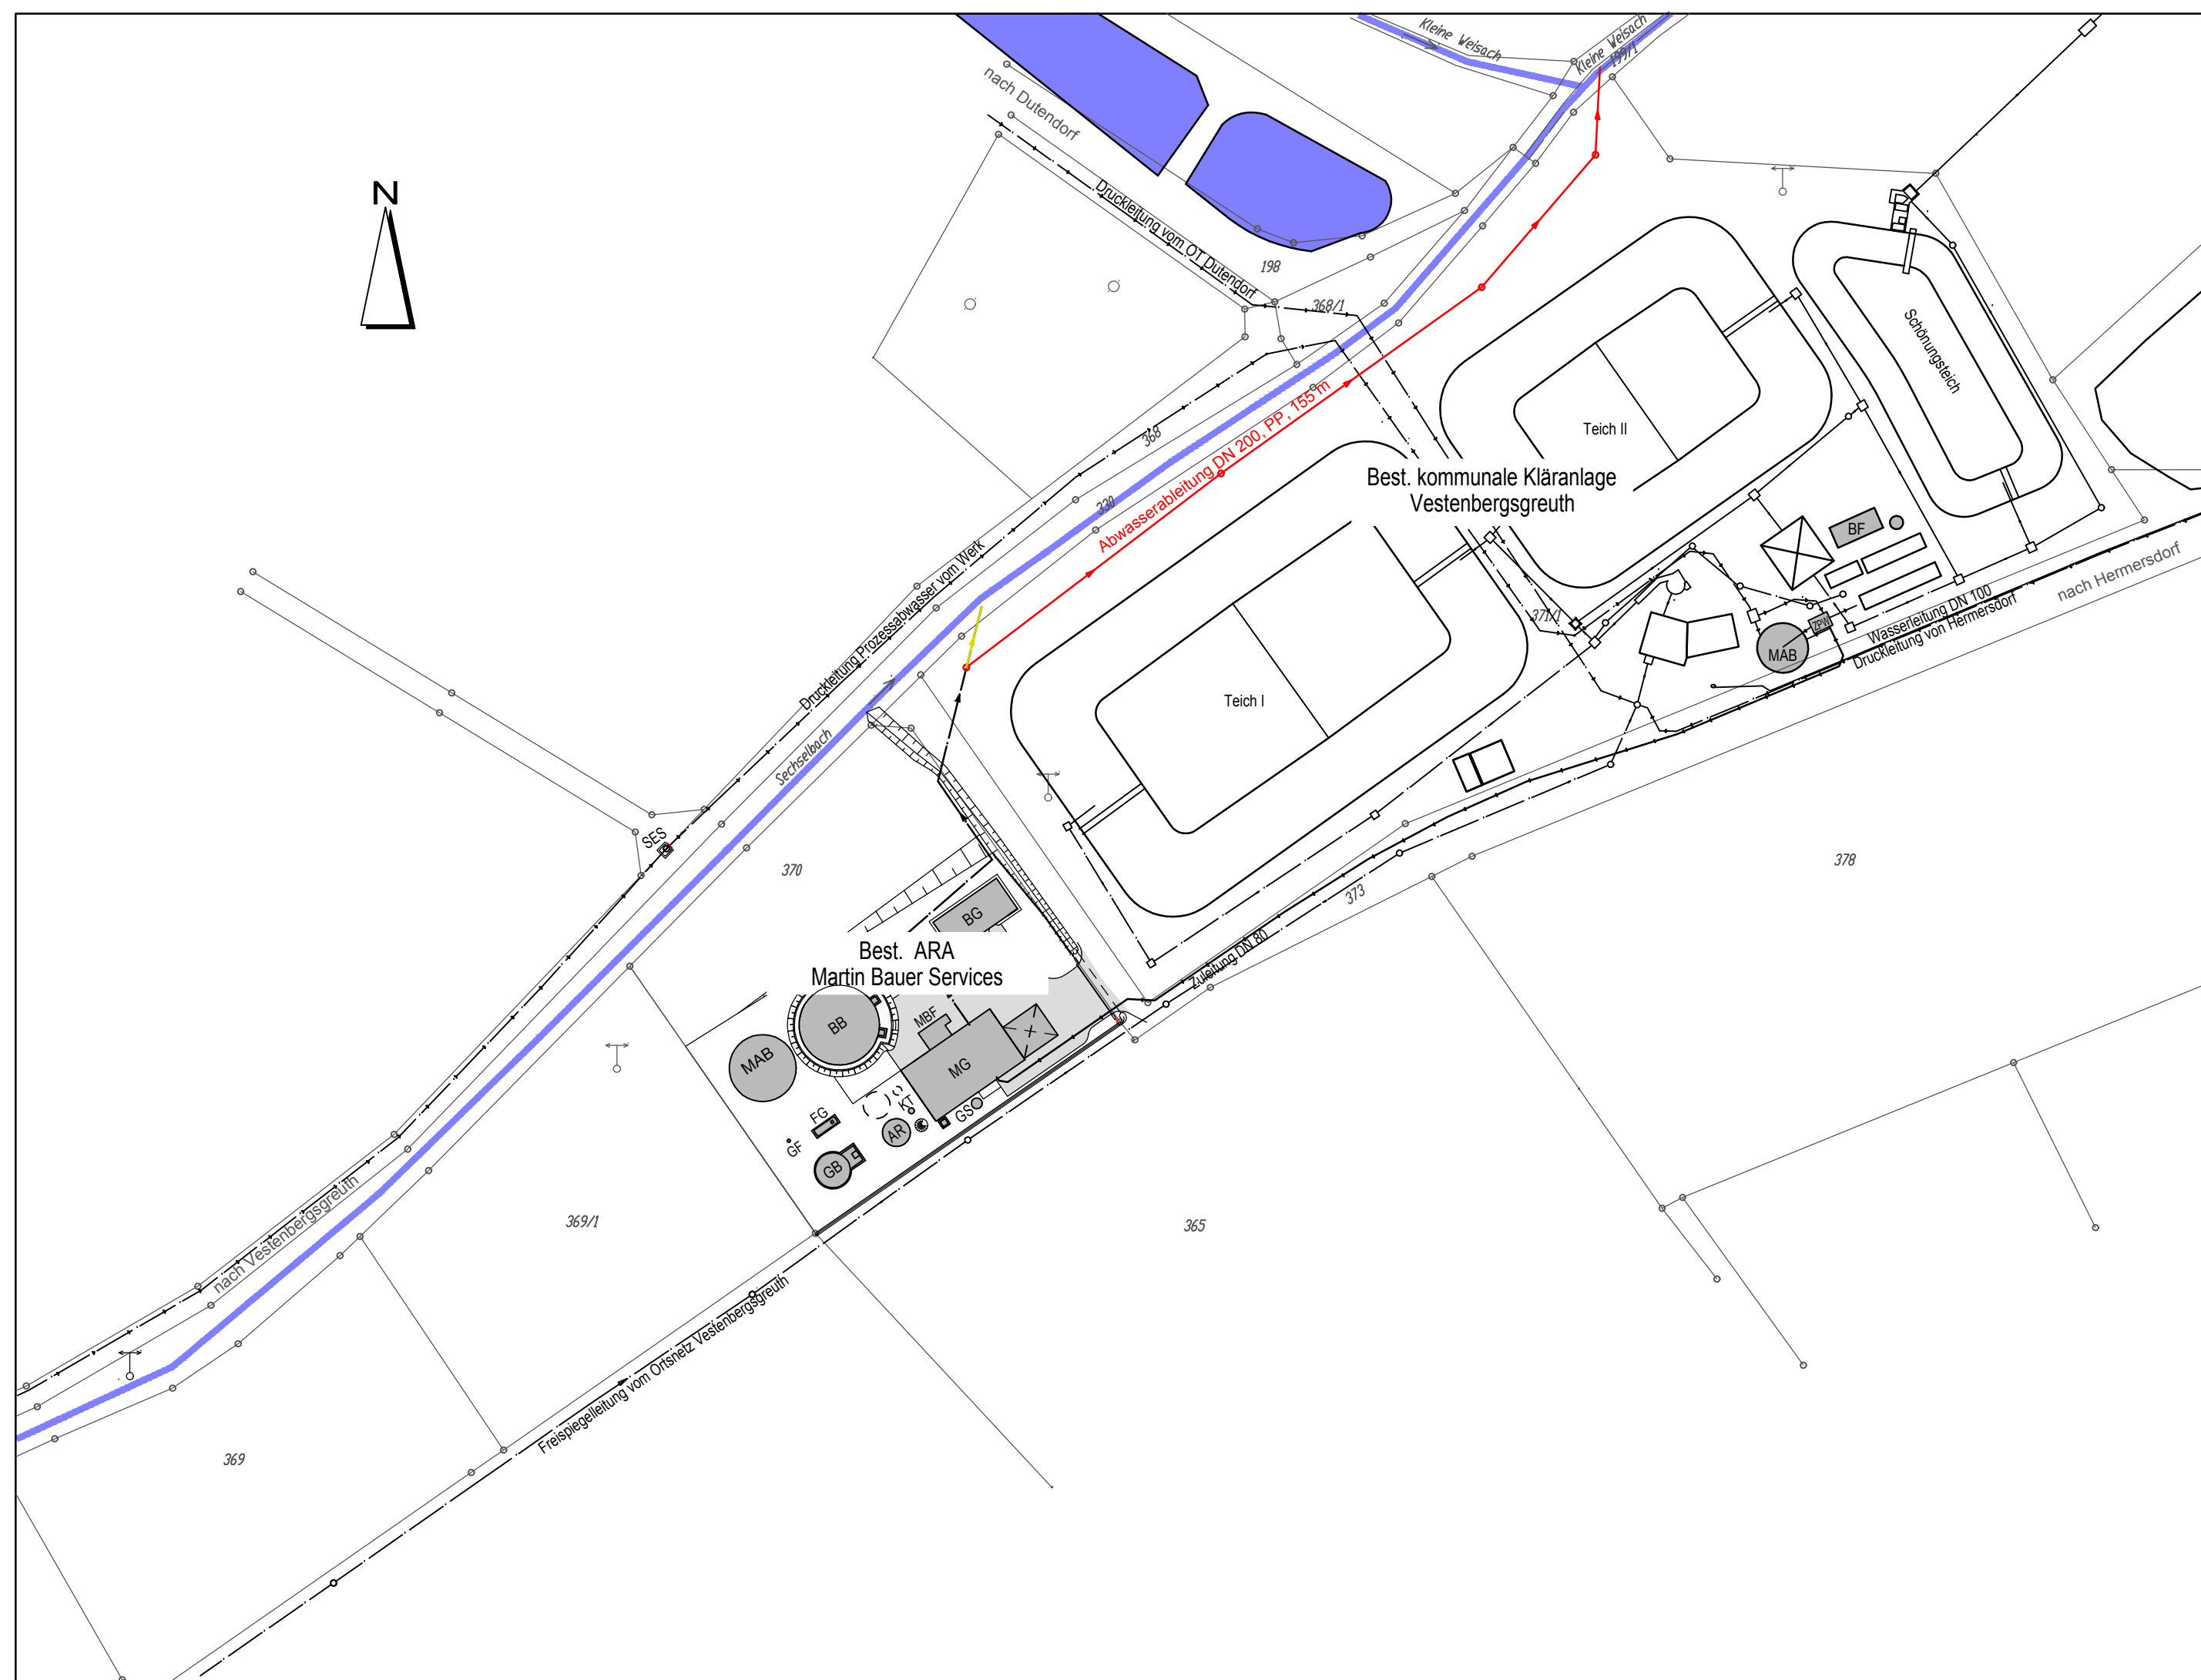 Kleine Weisach
Kleine Weisach
199/1
nach Dutendorf
N
Druckleitung vom OT Dutendorf
198
368/1
Schönungsteich
Teich II
368
Abwasserableitung DN 200, PP, 155 m
Best. kommunale Kläranlage
Vestenbergsgreuth
330
BF
nach Hermersdorf
Druckleitung Prozessabwasser vom Werk
371/1
ZPW
Wasserleitung DN 100
Druckleitung von Hermersdorf
MAB
Teich I
Sechselbach
SES
370
378
373
BG
Best. ARA
Martin Bauer Services
Zuleitung DN 80
BB
MBF
MAB
MG
FG
KT
GS
AR
GF
GB
nach Vestenbergsgreuth
369/1
365
Freispiegelleitung vom Ortsnetz Vestenbergsgreuth
369